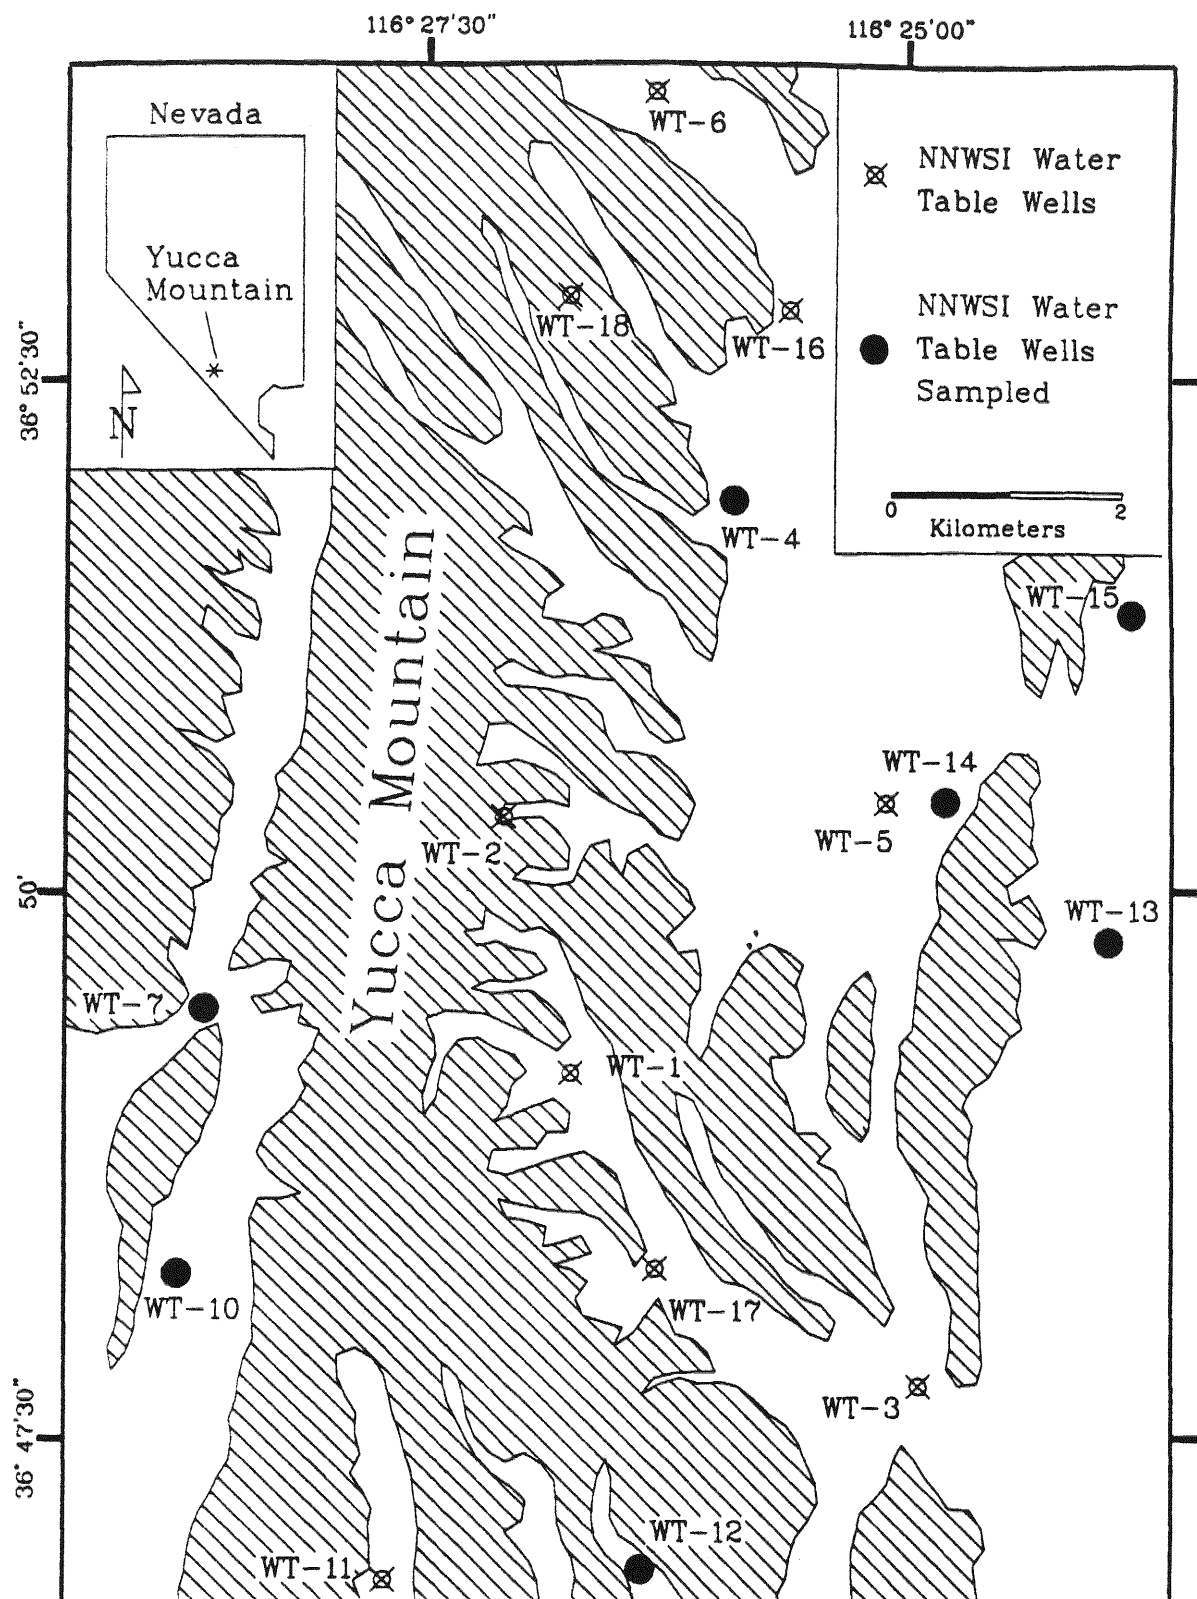 116° 27'30"
116° 25'00"
Nevada
Yucca
Mountain
N
WT-6
NNWSI Water
Table Wells
NNWSI Water
Table Wells
Sampled
0
2
Kilometers
WT-18
WT-16
36° 52'30"
WT-4
WT-15
Yucca Mountain
WT-14
WT-5
WT-2
50'
WT-13
WT-7
WT-1
WT-10
WT-17
WT-3
36° 47'30"
WT-12
WT-11